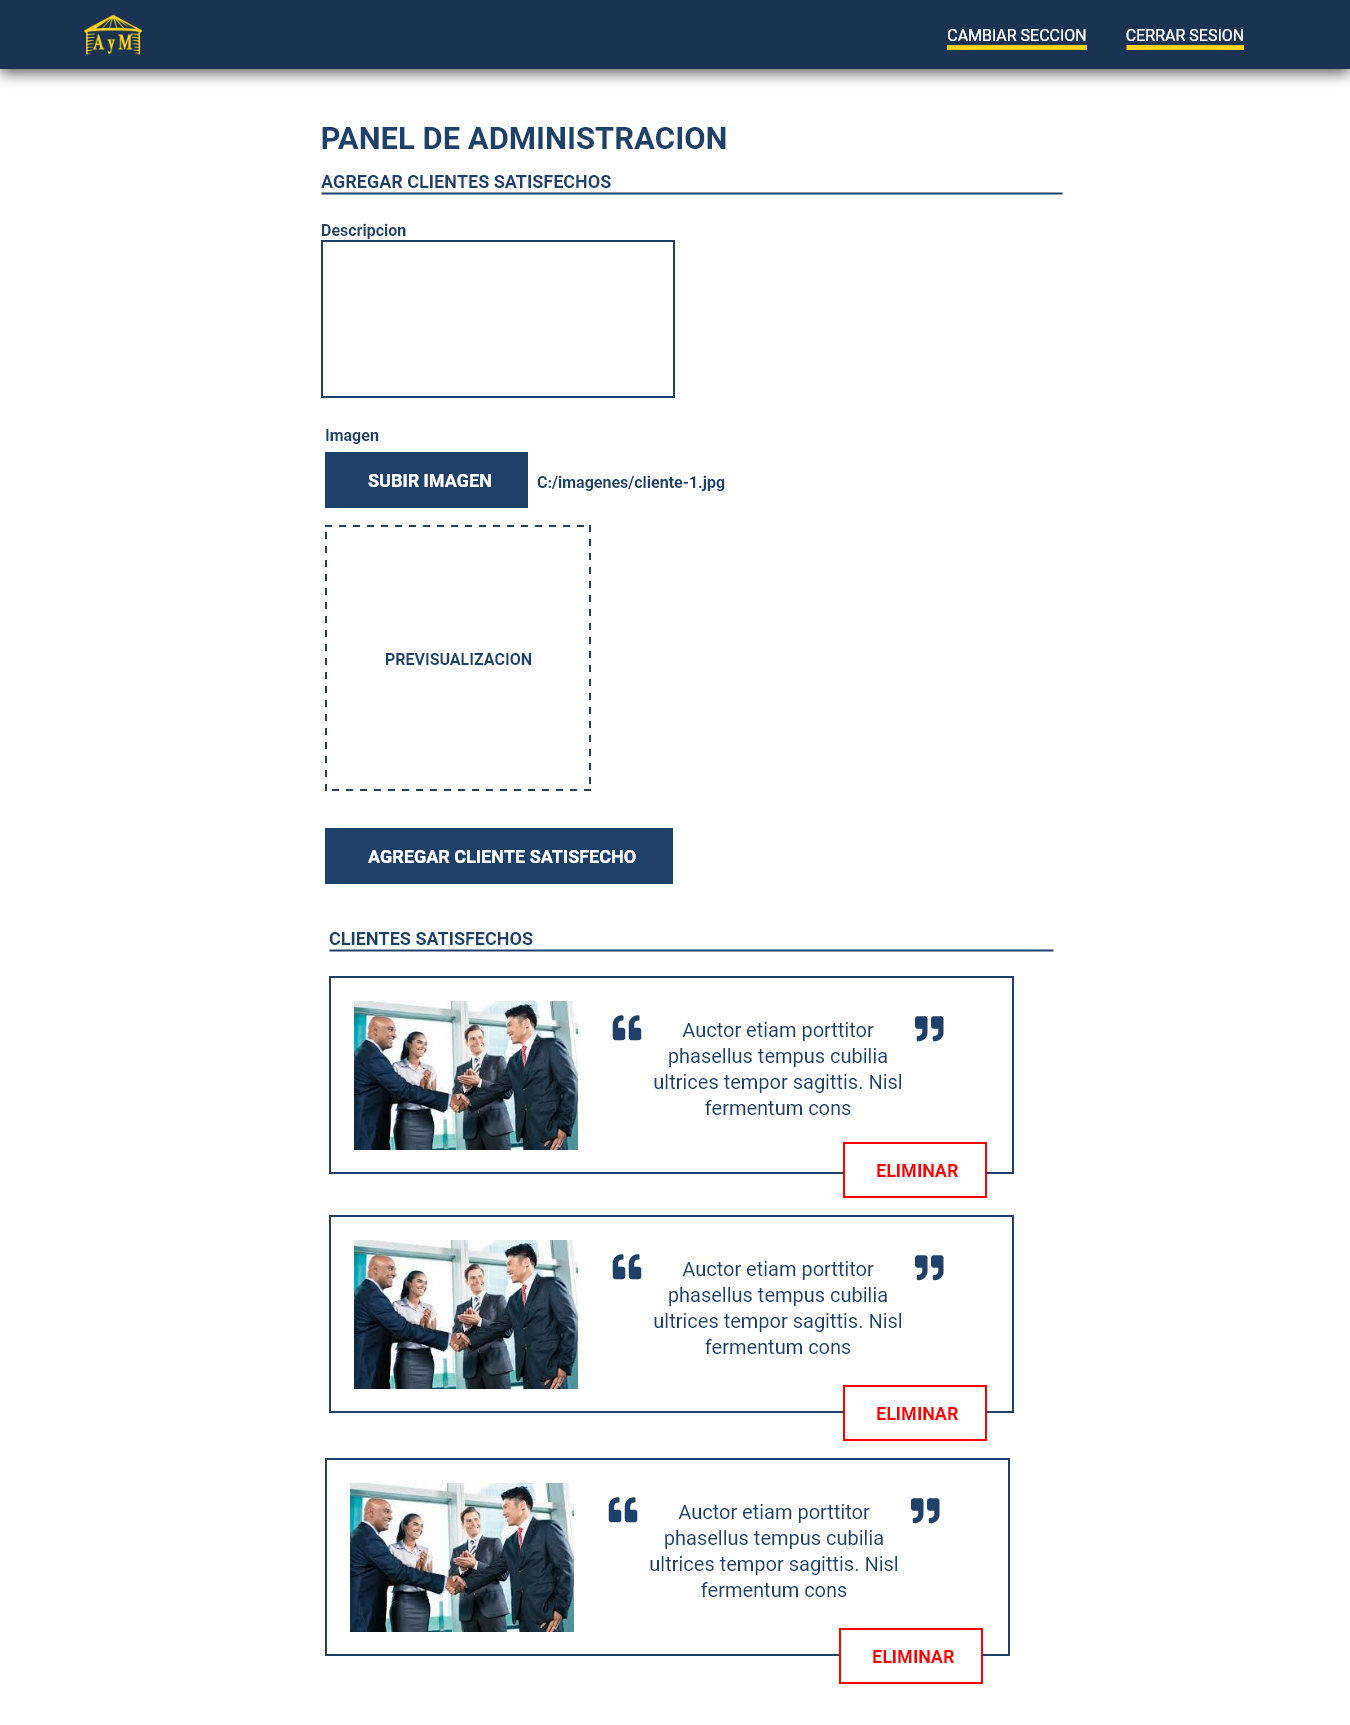 A y M
CAMBIAR SECCION
CERRAR SESION
PANEL DE ADMINISTRACION
AGREGAR CLIENTES SATISFECHOS
Descripcion
Imagen
SUBIR IMAGEN
C:/imagenes/cliente-1.jpg
PREVISUALIZACION
AGREGAR CLIENTE SATISFECHO
CLIENTES SATISFECHOS
“ Auctor etiam porttitor ”
phasellus tempus cubilia
ultrices tempor sagittis. Nisl
fermentum cons
ELIMINAR
“ Auctor etiam porttitor ”
phasellus tempus cubilia
ultrices tempor sagittis. Nisl
fermentum cons
ELIMINAR
“ Auctor etiam porttitor ”
phasellus tempus cubilia
ultrices tempor sagittis. Nisl
fermentum cons
ELIMINAR